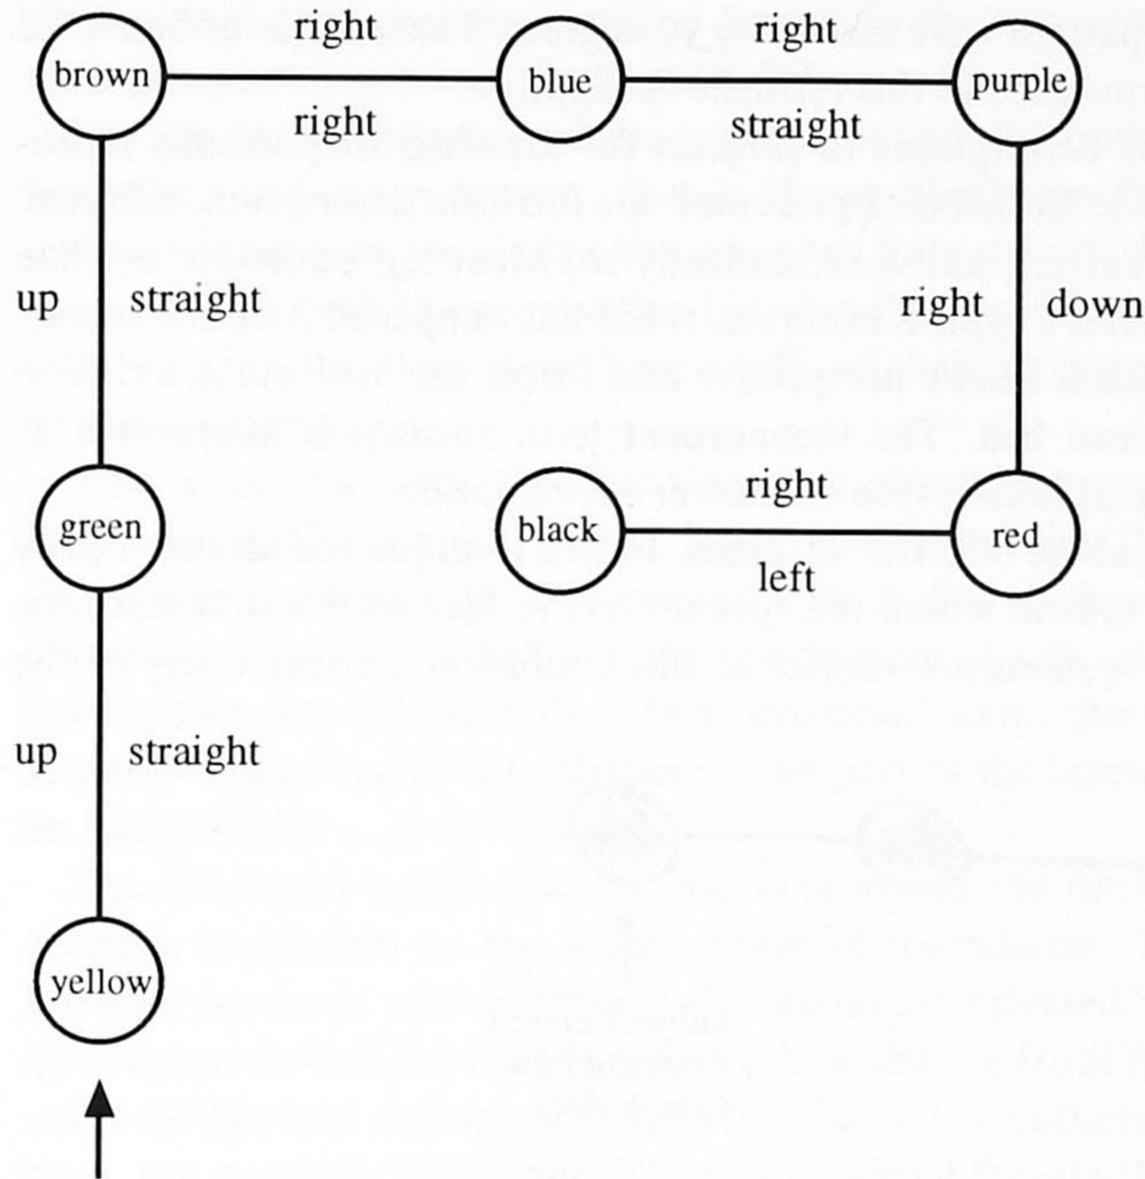 right right
brown blue purple
right straight
up straight right down
right
green black red
left
up straight
yellow